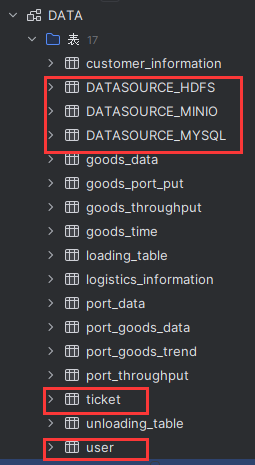 DATA
表 17
customer_information
DATASOURCE_HDFS
DATASOURCE_MINIO
DATASOURCE_MYSQL
goods_data
goods_port_put
goods_throughput
goods_time
loading_table
logistics_information
port_data
port_goods_data
port_goods_trend
port_throughput
ticket
unloading_table
user